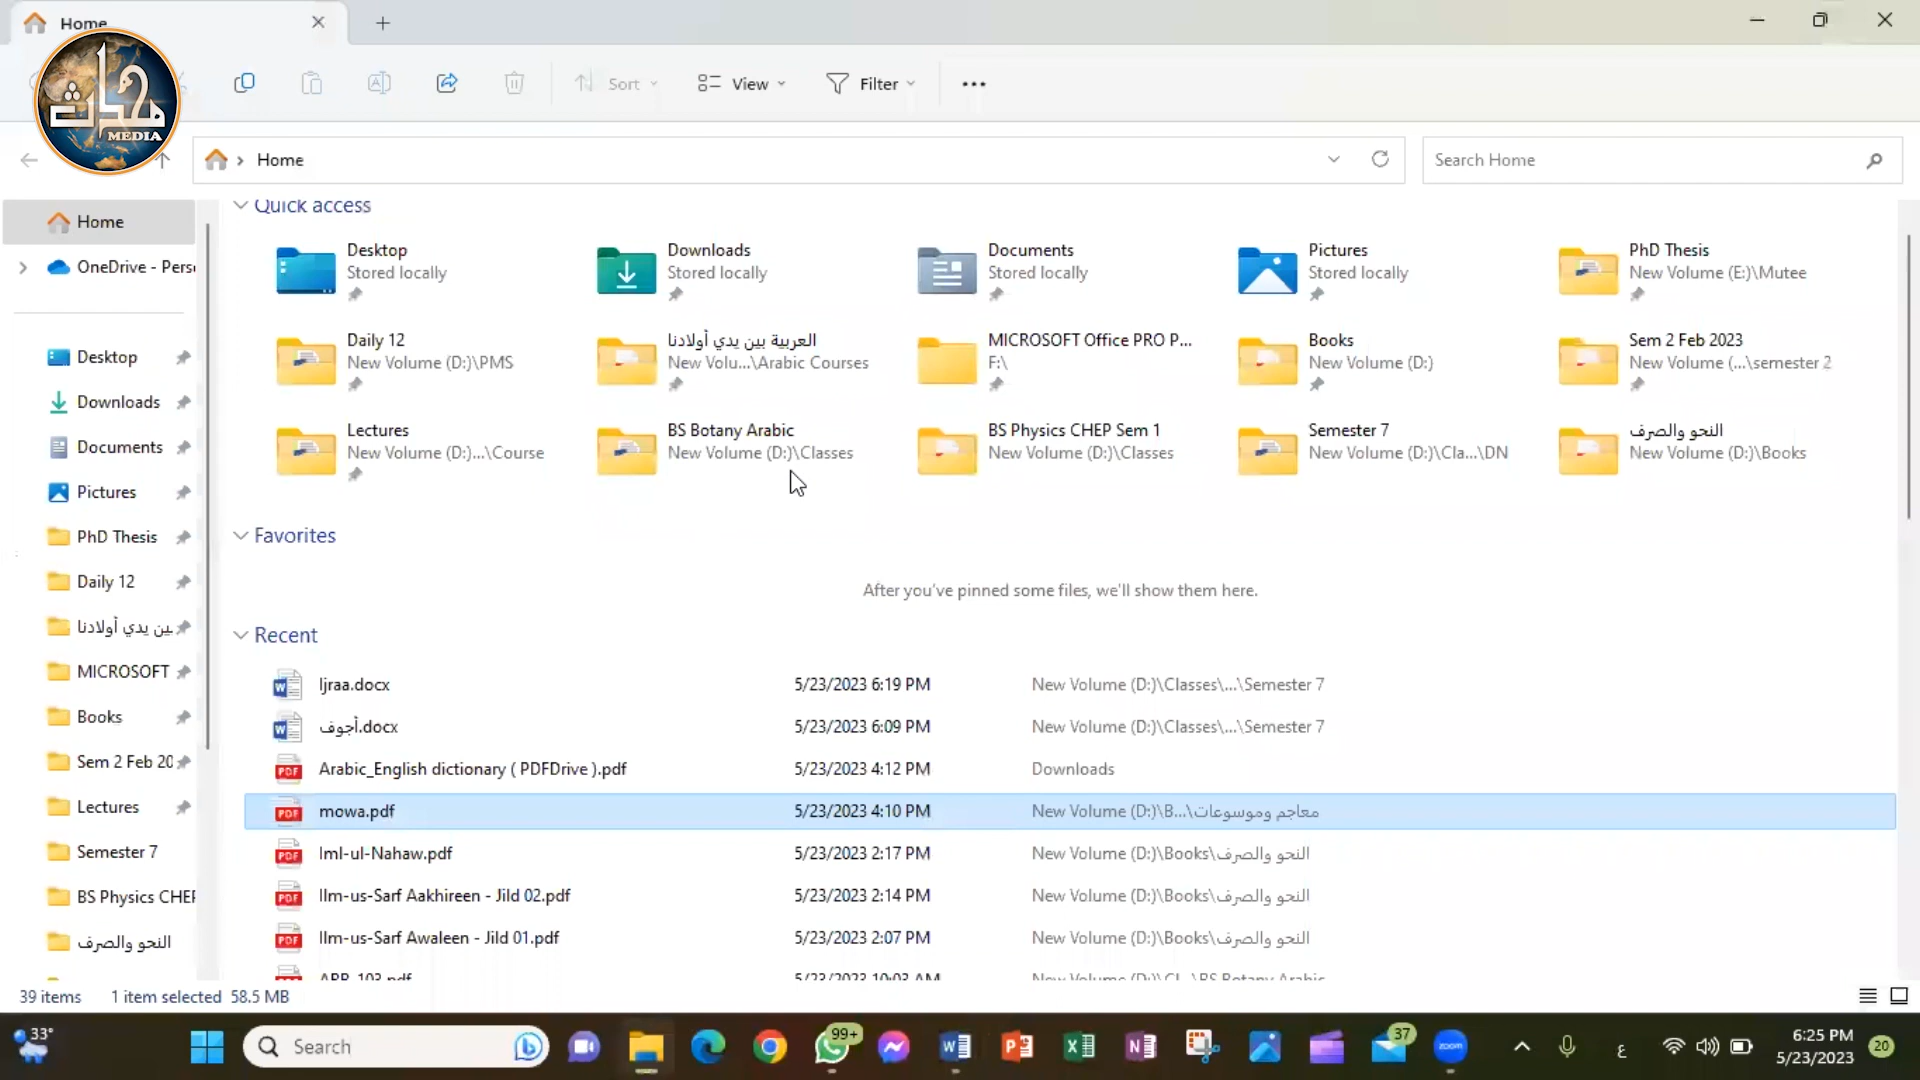 Home
MEDIA
Sort
View
Filter
Home
Search Home
Home
OneDrive - Pers
Desktop
Downloads
Documents
Pictures
PhD Thesis
Daily 12
بين يدي أولادنا
MICROSOFT
Books
Sem 2 Feb 20
Lectures
Semester 7
BS Physics CHEP
النحو والصرف
Quick access
Desktop
Stored locally
Downloads
Stored locally
Documents
Stored locally
Pictures
Stored locally
PhD Thesis
New Volume (E:)\Mutee
Daily 12
New Volume (D:)\PMS
العربية بين يدي أولادنا
New Volu...\Arabic Courses
MICROSOFT Office PRO P...
F:\
Books
New Volume (D:)
Sem 2 Feb 2023
New Volume (...\semester 2
Lectures
New Volume (D:)...\Course
BS Botany Arabic
New Volume (D:)\Classes
BS Physics CHEP Sem 1
New Volume (D:)\Classes
Semester 7
New Volume (D:)\Cla...\DN
النحو والصرف
New Volume (D:)\Books
Favorites
After you've pinned some files, we'll show them here.
Recent
Ijraa.docx 5/23/2023 6:19 PM New Volume (D:)\Classes\...\Semester 7
أجوف.docx 5/23/2023 6:09 PM New Volume (D:)\Classes\...\Semester 7
Arabic_English dictionary ( PDFDrive ).pdf 5/23/2023 4:12 PM Downloads
mowa.pdf 5/23/2023 4:10 PM New Volume (D:)\B...\معاجم وموسوعات
Iml-ul-Nahaw.pdf 5/23/2023 2:17 PM New Volume (D:)\Books\النحو والصرف
Ilm-us-Sarf Aakhireen - Jild 02.pdf 5/23/2023 2:14 PM New Volume (D:)\Books\النحو والصرف
Ilm-us-Sarf Awaleen - Jild 01.pdf 5/23/2023 2:07 PM New Volume (D:)\Books\النحو والصرف
5/23/2023 10:03 AM
39 items 1 item selected 58.5 MB
33°
Search
99+
37
zoom
ع
6:25 PM
5/23/2023
20